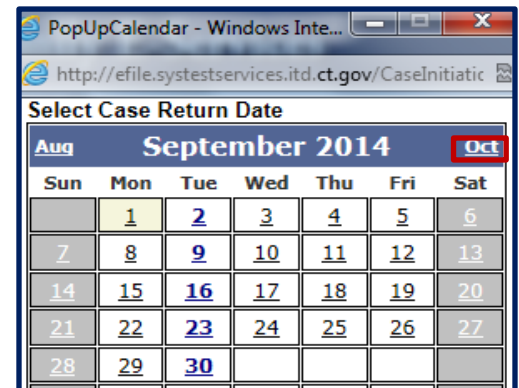 PopUpCalendar - Windows Inte...
http://efile.systestservices.itd.ct.gov/CaseInitiatic
Select Case Return Date
Aug September 2014 Oct
Sun Mon Tue Wed Thu Fri Sat
1 2 3 4 5 6
7 8 9 10 11 12 13
14 15 16 17 18 19 20
21 22 23 24 25 26 27
28 29 30